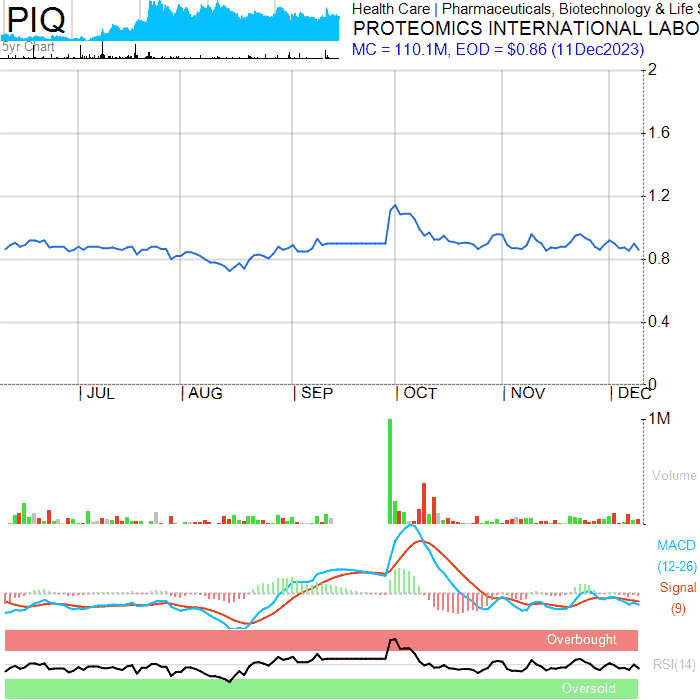 PIQ
5yr Chart
Health Care | Pharmaceuticals, Biotechnology & Life S
PROTEOMICS INTERNATIONAL LABO
MC = 110.1M, EOD = $0.86 (11Dec2023)
2
1.6
1.2
0.8
0.4
0
| JUL | AUG | SEP | OCT | NOV | DEC
1M
Volume
MACD
(12-26)
Signal
(9)
Overbought
RSI(14)
Oversold